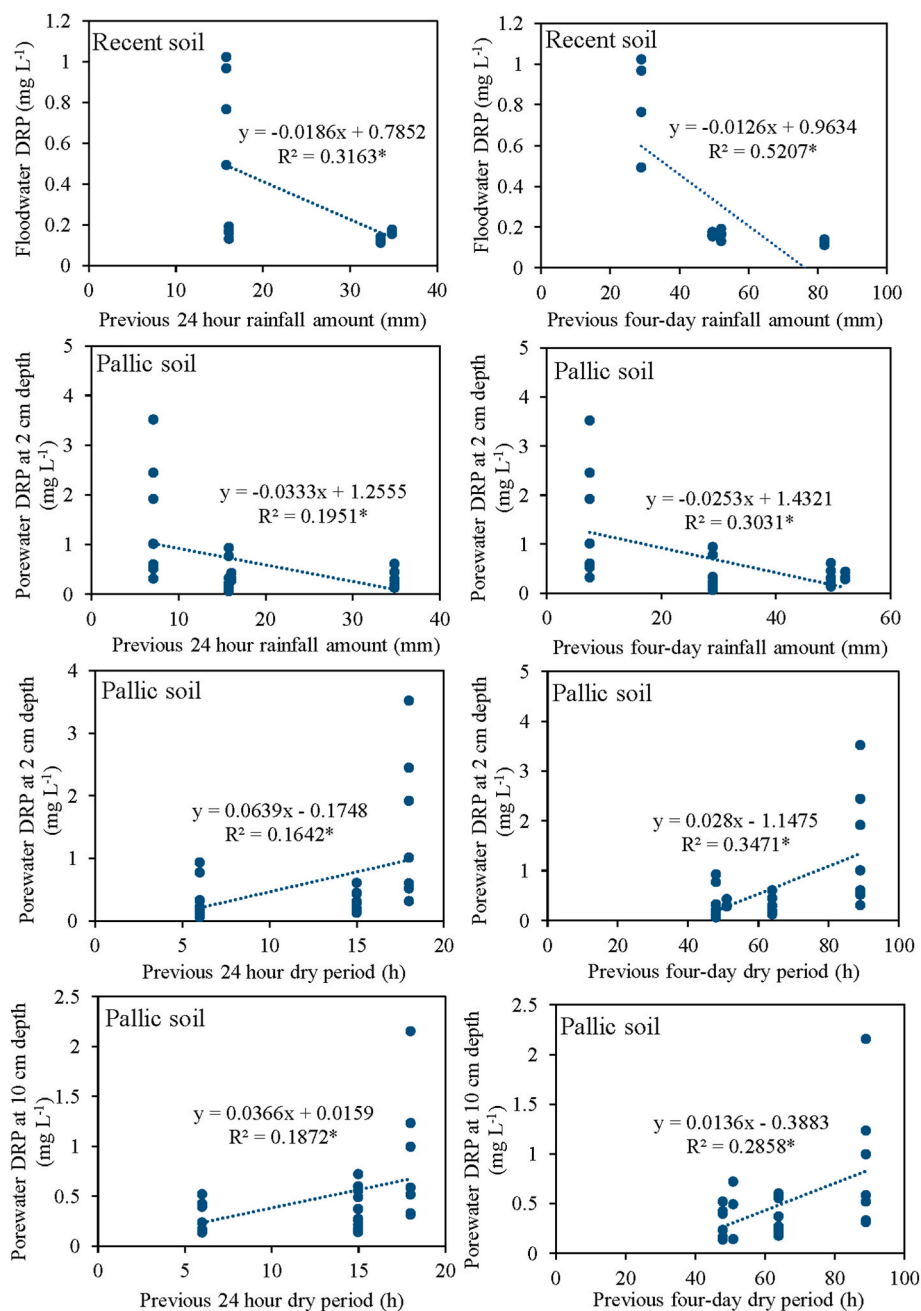 Recent soil
Floodwater DRP (mg L-1)
1.2
1
0.8
0.6
0.4
0.2
0
y = -0.0186x + 0.7852
R² = 0.3163*
0 10 20 30 40
Previous 24 hour rainfall amount (mm)
Recent soil
Floodwater DRP (mg L-1)
1.2
1
0.8
0.6
0.4
0.2
0
y = -0.0126x + 0.9634
R² = 0.5207*
0 20 40 60 80 100
Previous four-day rainfall amount (mm)
Pallic soil
Porewater DRP at 2 cm depth
(mg L-1)
5
4
3
2
1
0
y = -0.0333x + 1.2555
R² = 0.1951*
0 10 20 30 40
Previous 24 hour rainfall amount (mm)
Pallic soil
Porewater DRP at 2 cm depth
(mg L-1)
5
4
3
2
1
0
y = -0.0253x + 1.4321
R² = 0.3031*
0 20 40 60
Previous four-day rainfall amount (mm)
Pallic soil
Porewater DRP at 2 cm depth
(mg L-1)
4
3
2
1
0
y = 0.0639x - 0.1748
R² = 0.1642*
0 5 10 15 20
Previous 24 hour dry period (h)
Pallic soil
Porewater DRP at 2 cm depth
(mg L-1)
5
4
3
2
1
0
y = 0.028x - 1.1475
R² = 0.3471*
0 20 40 60 80 100
Previous four-day dry period (h)
Pallic soil
Porewater DRP at 10 cm depth
(mg L-1)
2.5
2
1.5
1
0.5
0
y = 0.0366x + 0.0159
R² = 0.1872*
0 5 10 15 20
Previous 24 hour dry period (h)
Pallic soil
Porewater DRP at 10 cm depth
(mg L-1)
2.5
2
1.5
1
0.5
0
y = 0.0136x - 0.3883
R² = 0.2858*
0 20 40 60 80 100
Previous four-day dry period (h)